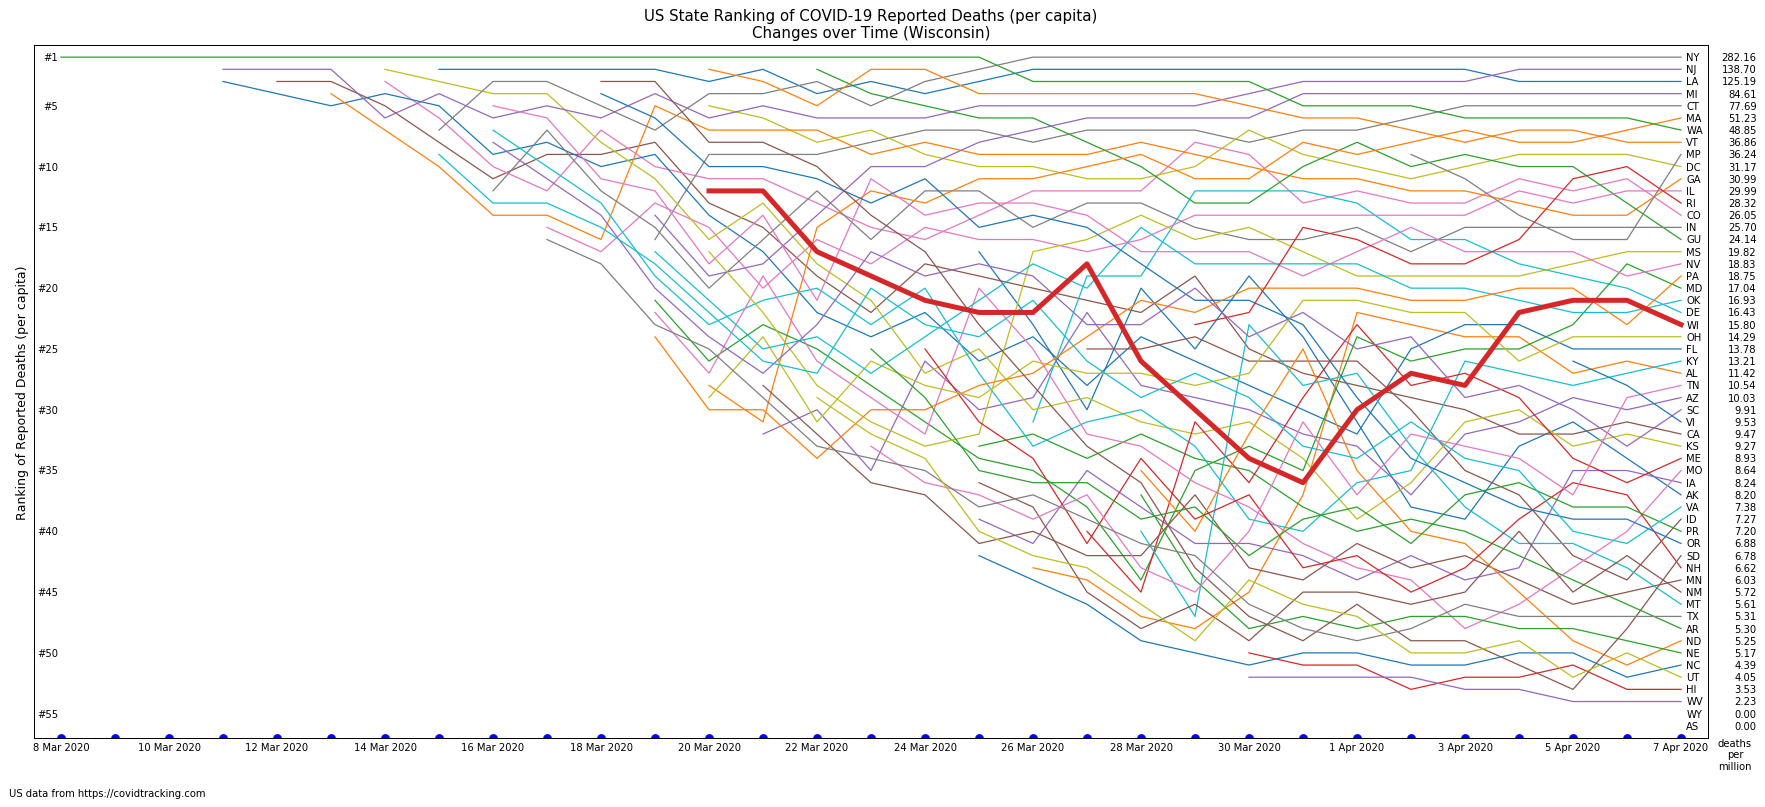 US State Ranking of COVID-19 Reported Deaths (per capita)
Changes over Time (Wisconsin)
Ranking of Reported Deaths (per capita)
#1
#5
#10
#15
#20
#25
#30
#35
#40
#45
#50
#55
NY 282.16
NJ 138.70
LA 125.19
MI 84.61
CT 77.69
MA 51.23
WA 48.85
VT 36.86
MP 36.24
DC 31.17
GA 30.99
IL 29.99
RI 28.32
CO 26.05
IN 25.70
GU 24.14
MS 19.82
NV 18.83
PA 18.75
MD 17.04
OK 16.93
DE 16.43
WI 15.80
OH 14.29
FL 13.78
KY 13.21
AL 11.42
TN 10.54
AZ 10.03
SC 9.91
VI 9.53
CA 9.47
KS 9.27
ME 8.93
MO 8.64
IA 8.24
AK 8.20
VA 7.38
ID 7.27
PR 7.20
OR 6.88
SD 6.78
NH 6.62
MN 6.03
NM 5.72
MT 5.61
TX 5.31
AR 5.30
ND 5.25
NE 5.17
NC 4.39
UT 4.05
HI 3.53
WV 2.23
WY 0.00
AS 0.00
8 Mar 2020 10 Mar 2020 12 Mar 2020 14 Mar 2020 16 Mar 2020 18 Mar 2020 20 Mar 2020 22 Mar 2020 24 Mar 2020 26 Mar 2020 28 Mar 2020 30 Mar 2020 1 Apr 2020 3 Apr 2020 5 Apr 2020 7 Apr 2020
deaths
per
million
US data from https://covidtracking.com